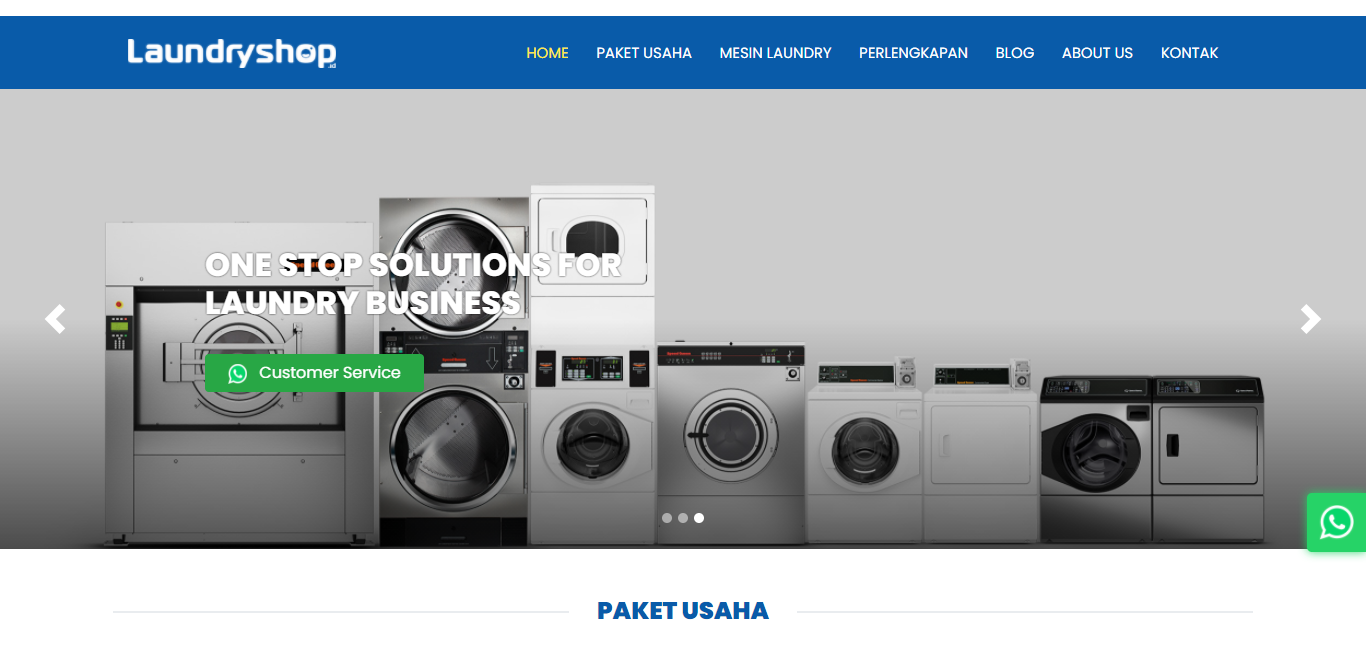 Laundryshop.id
HOME PAKET USAHA MESIN LAUNDRY PERLENGKAPAN BLOG ABOUT US KONTAK
ONE STOP SOLUTIONS FOR
LAUNDRY BUSINESS
Customer Service
PAKET USAHA